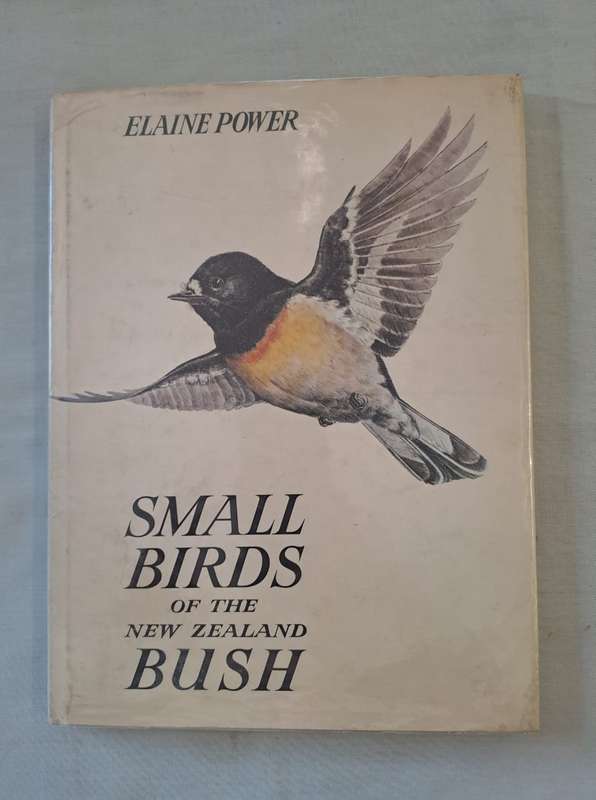 ELAINE POWER
SMALL
BIRDS
OF THE
NEW ZEALAND
BUSH